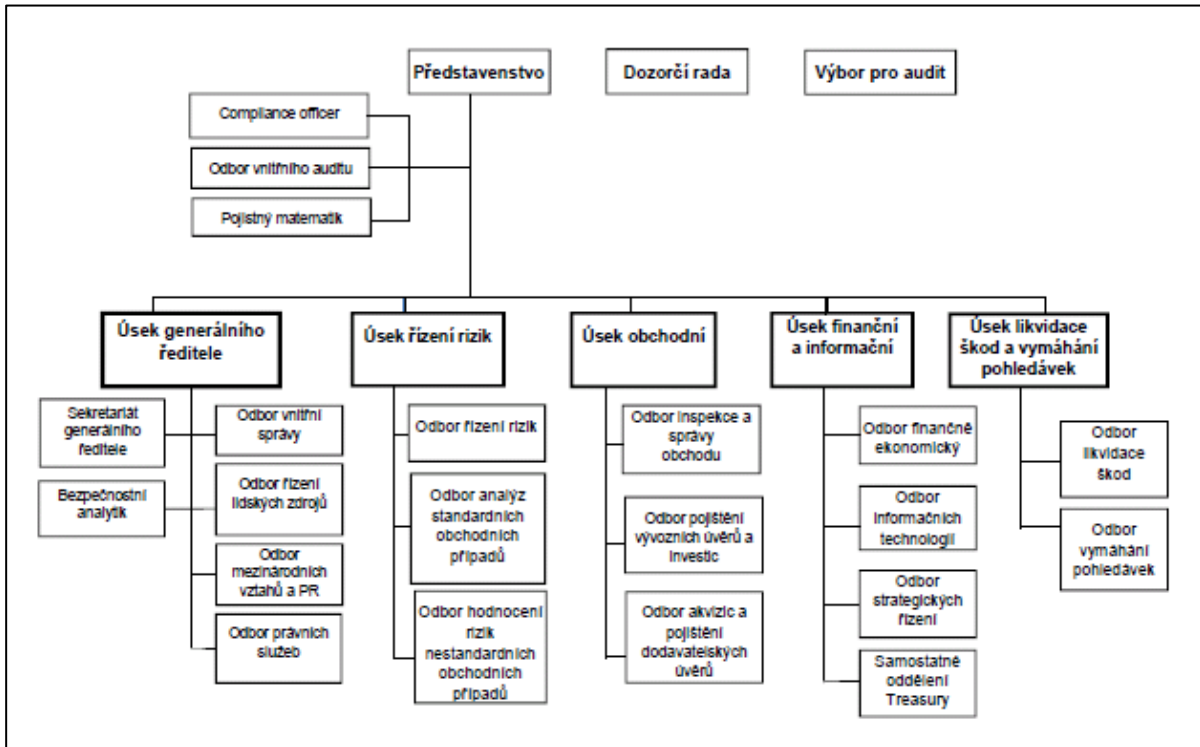 Představenstvo
Dozorčí rada
Výbor pro audit
Compliance officer
Odbor vnitřního auditu
Pojistný matematik
Úsek generálního
ředitele
Úsek řízení rizik
Úsek obchodní
Úsek finanční
a informační
Úsek likvidace
škod a vymáhání
pohledávek
Sekretariát
generálního
ředitele
Bezpečnostní
analytik
Odbor vnitřní
správy
Odbor řízení
lidských zdrojů
Odbor
mezinárodních
vztahů a PR
Odbor právních
služeb
Odbor řízení rizik
Odbor analýz
standardních
obchodních
případů
Odbor hodnocení
rizik
nestandardních
obchodních
případů
Odbor inspekce a
správy
obchodu
Odbor pojištění
vývozních úvěrů a
investic
Odbor akvizic a
pojištění
dodavatelských
úvěrů
Odbor finančně
ekonomický
Odbor
informačních
technologií
Odbor
strategických
řízení
Samostatné
oddělení
Treasury
Odbor
likvidace
škod
Odbor
vymáhání
pohledávek